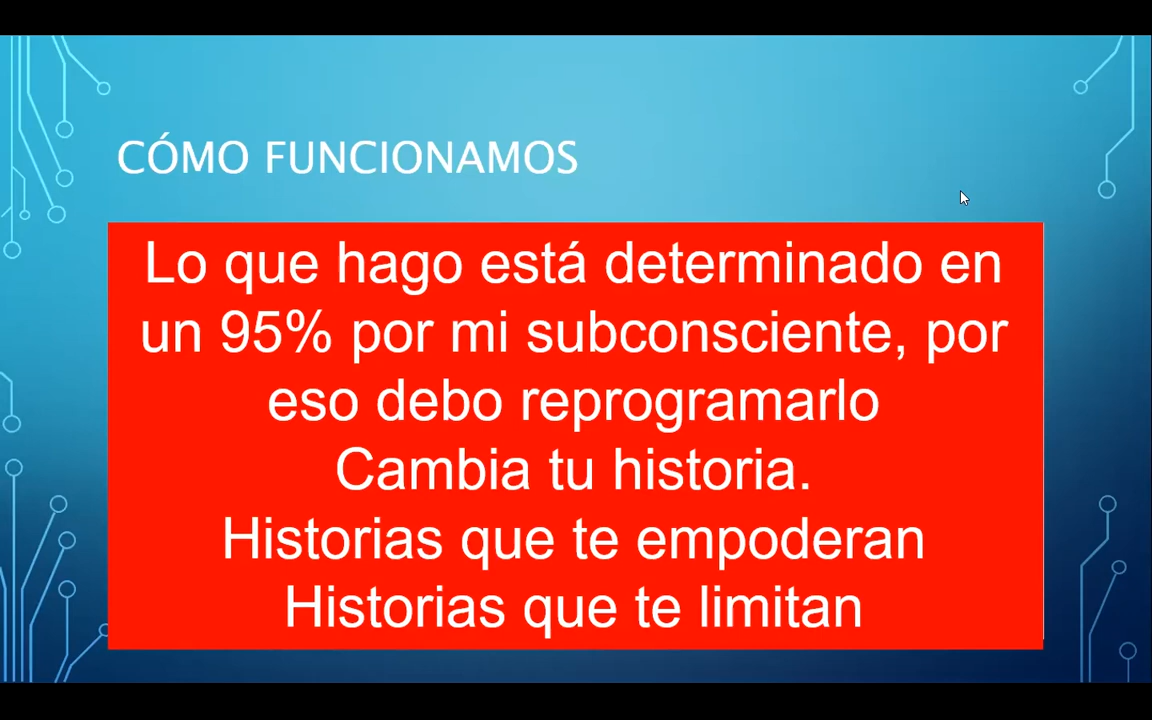 CÓMO FUNCIONAMOS
Lo que hago está determinado en
un 95% por mi subconsciente, por
eso debo reprogramarlo
Cambia tu historia.
Historias que te empoderan
Historias que te limitan